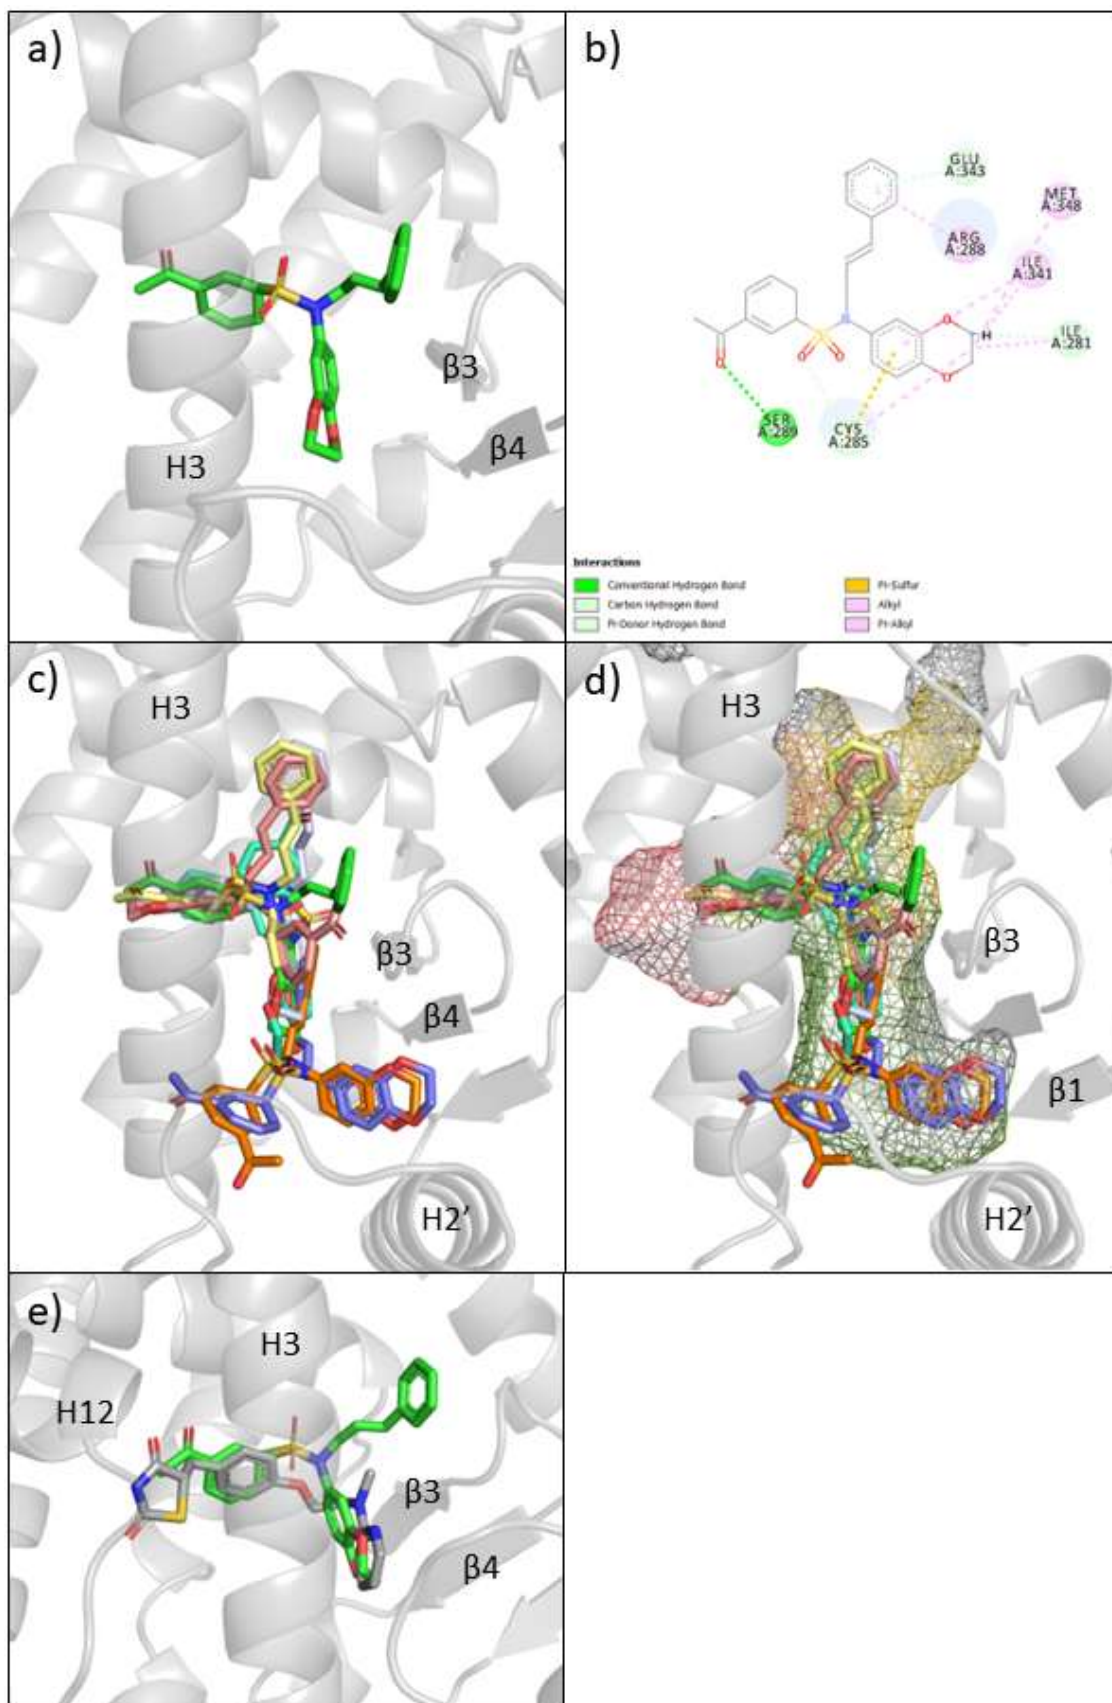 a)
H3
β3
β4
b)
GLU
A:343
MET
A:348
ARG
A:288
ILE
A:341
H
ILE
A:281
O
O
N
S
O
O
O
SER
A:289
CYS
A:285
Interactions
Conventional Hydrogen Bond
Carbon Hydrogen Bond
Pi-Donor Hydrogen Bond
Pi-Sulfur
Alkyl
Pi-Alkyl
c)
H3
β3
β4
H2’
d)
H3
β3
β1
H2’
e)
H3
H12
β3
β4